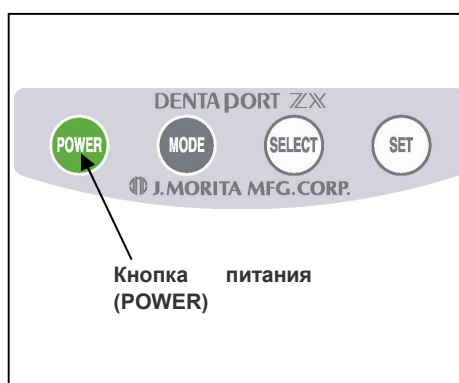 DENTAPORT ZX
POWER MODE SELECT SET
J. MORITA MFG. CORP.
Кнопка питания
(POWER)